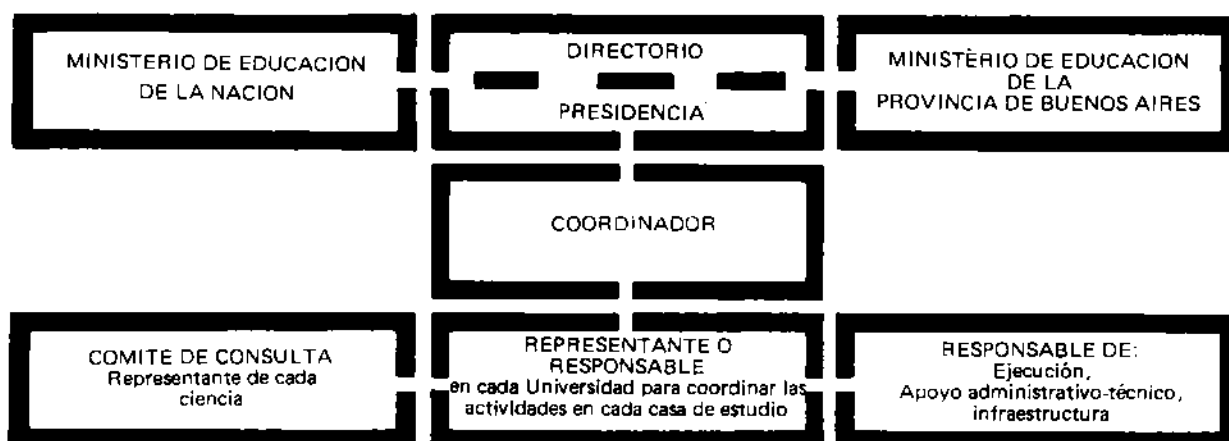 MINISTERIO DE EDUCACION
DE LA NACION
DIRECTORIO
PRESIDENCIA
MINISTERIO DE EDUCACION
DE LA
PROVINCIA DE BUENOS AIRES
COORDINADOR
COMITE DE CONSULTA
Representante de cada
ciencia
REPRESENTANTE O
RESPONSABLE
en cada Universidad para coordinar las
actividades en cada casa de estudio
RESPONSABLE DE:
Ejecución,
Apoyo administrativo-técnico,
infraestructura